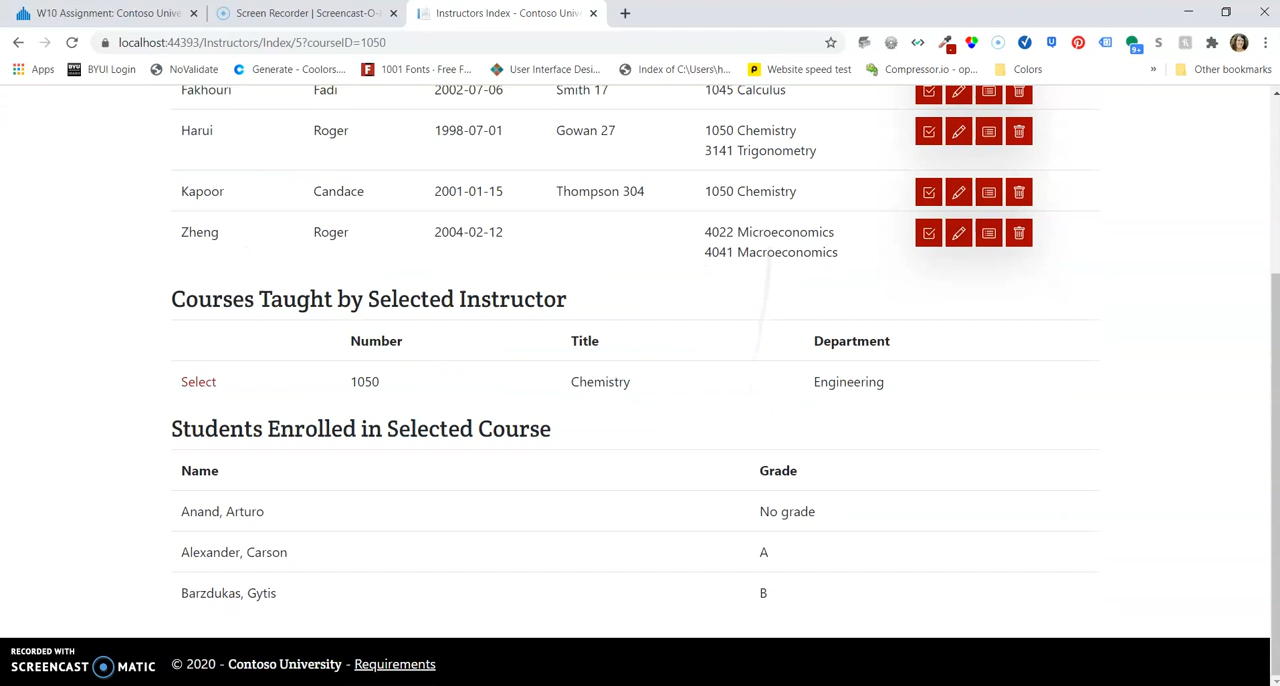 W10 Assignment: Contoso Unive
Screen Recorder | Screencast-O-
Instructors Index - Contoso Univ
localhost:44393/Instructors/Index/5?courseID=1050
Apps BYUI Login NoValidate Generate - Coolors.... 1001 Fonts - Free F... User Interface Desi... Index of C:\Users\h... Website speed test Compressor.io - op... Colors » Other bookmarks
Fakhouri Fadi 2002-07-06 Smith 17 1045 Calculus
Harui Roger 1998-07-01 Gowan 27 1050 Chemistry
3141 Trigonometry
Kapoor Candace 2001-01-15 Thompson 304 1050 Chemistry
Zheng Roger 2004-02-12 4022 Microeconomics
4041 Macroeconomics
Courses Taught by Selected Instructor
Number Title Department
Select 1050 Chemistry Engineering
Students Enrolled in Selected Course
Name Grade
Anand, Arturo No grade
Alexander, Carson A
Barzdukas, Gytis B
RECORDED WITH
SCREENCAST MATIC
© 2020 - Contoso University - Requirements